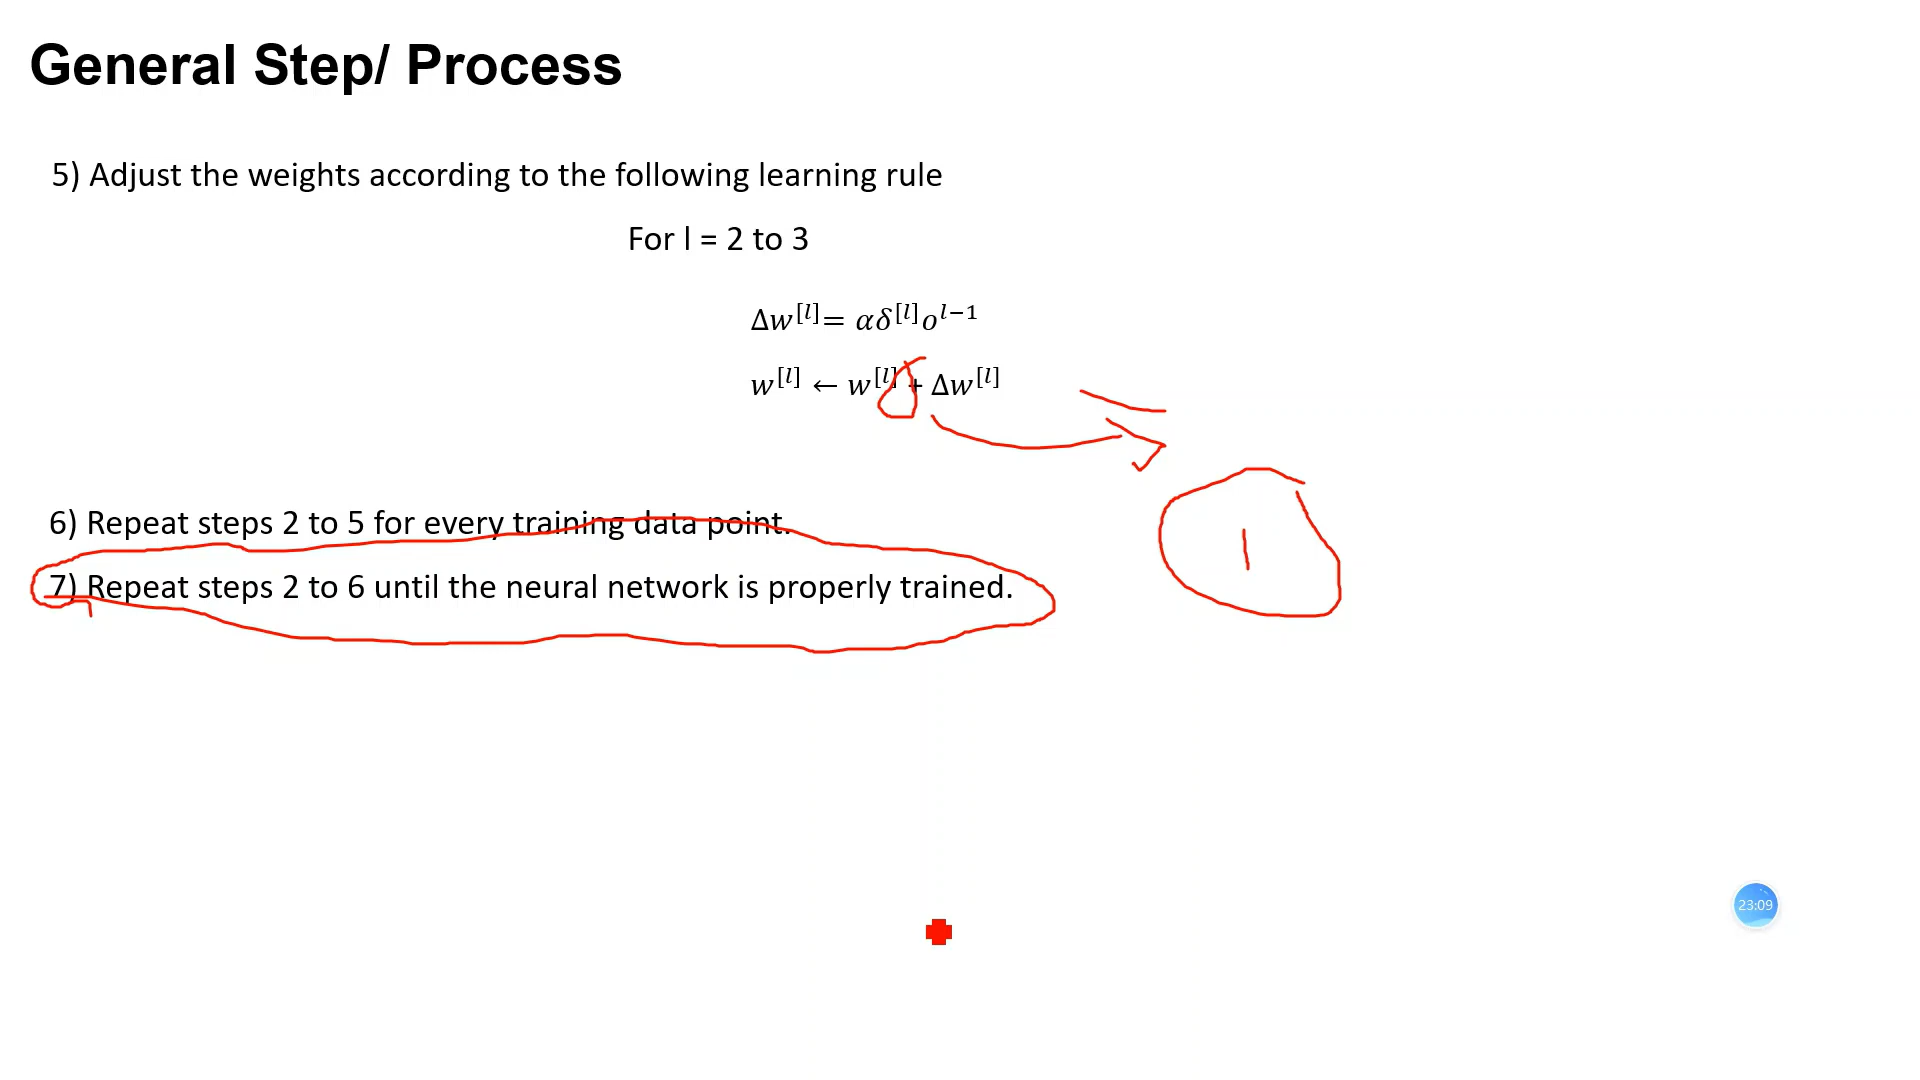 General Step/ Process
5) Adjust the weights according to the following learning rule
For l = 2 to 3
Δw^[l]= αδ^[l]o^l−1
w^[l] ← w^[l] + Δw^[l]
6) Repeat steps 2 to 5 for every training data point.
1
7) Repeat steps 2 to 6 until the neural network is properly trained.
23:09